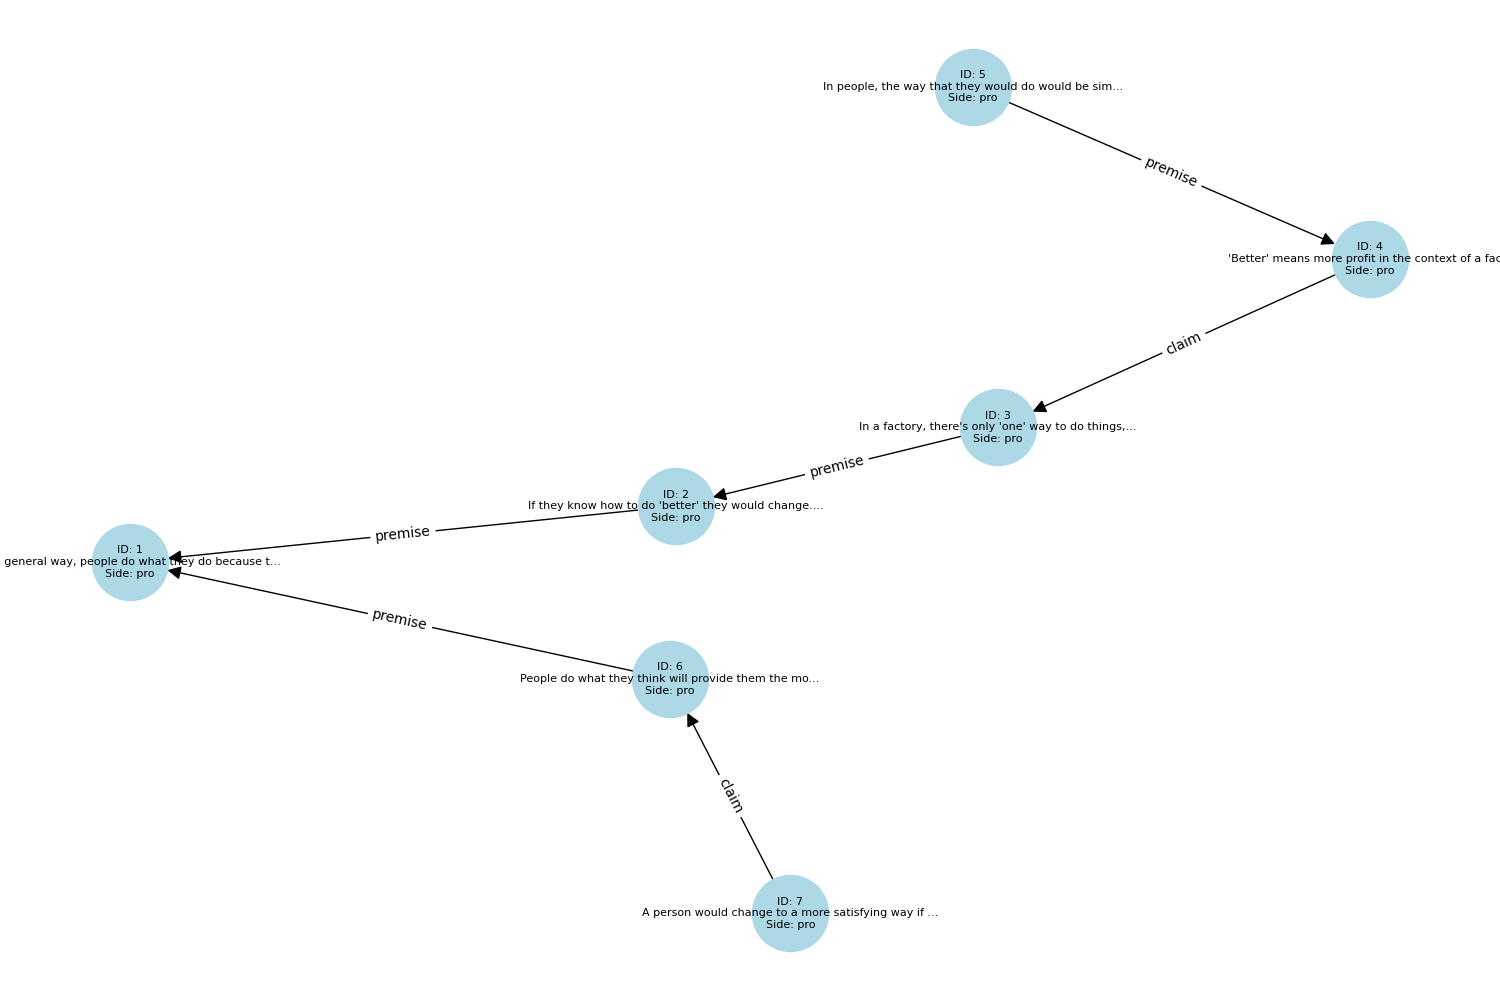 ID: 5
In people, the way that they would do would be sim...
Side: pro
premise
ID: 4
'Better' means more profit in the context of a fac
Side: pro
claim
ID: 3
In a factory, there's only 'one' way to do things,...
Side: pro
premise
ID: 2
If they know how to do 'better' they would change....
Side: pro
premise
ID: 1
general way, people do what they do because t...
Side: pro
premise
ID: 6
People do what they think will provide them the mo...
Side: pro
claim
ID: 7
A person would change to a more satisfying way if ...
Side: pro